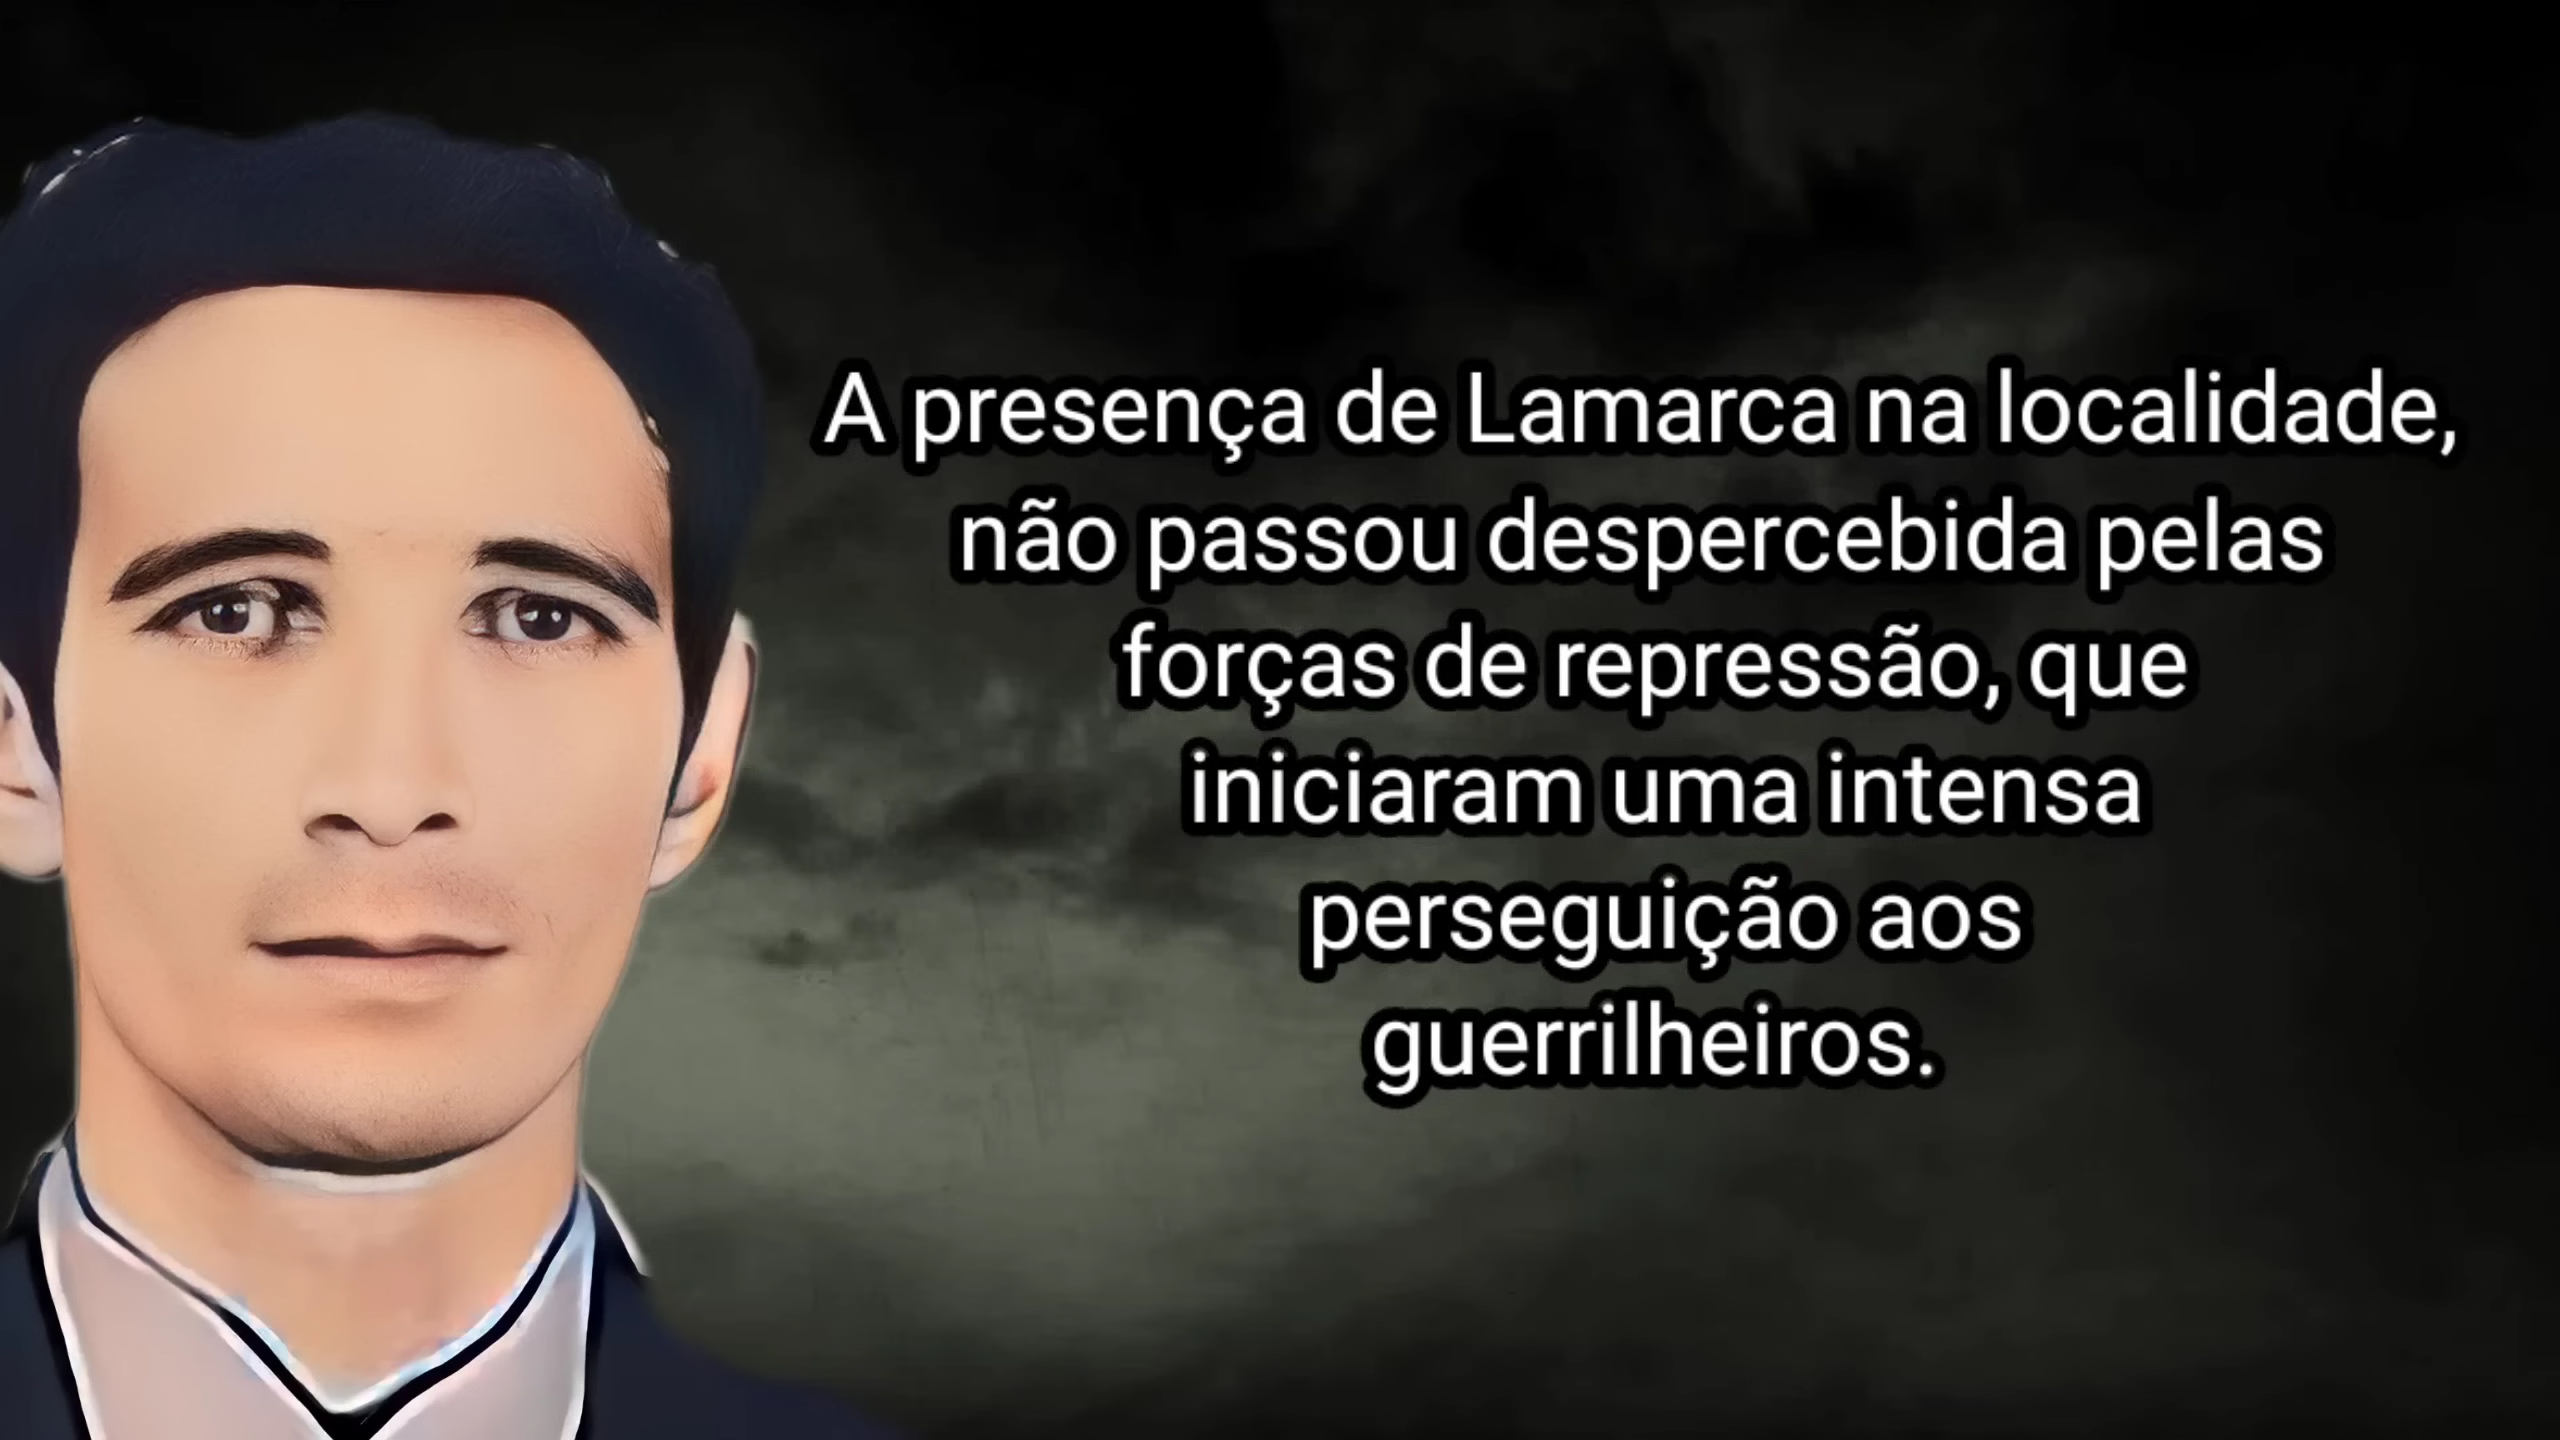 A presença de Lamarca na localidade,
não passou despercebida pelas
forças de repressão, que
iniciaram uma intensa
perseguição aos
guerrilheiros.